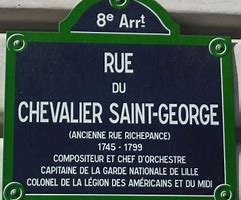 8e Arrt
RUE
DU
CHEVALIER SAINT-GEORGE
(ANCIENNE RUE RICHEPANCE)
1745 - 1799
COMPOSITEUR ET CHEF D'ORCHESTRE
CAPITAINE DE LA GARDE NATIONALE DE LILLE
COLONEL DE LA LÉGION DES AMÉRICAINS ET DU MIDI